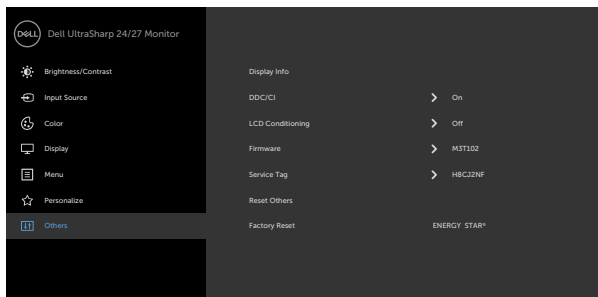 DELL Dell UltraSharp 24/27 Monitor
Brightness/Contrast Display Info
Input Source DDC/CI On
Color LCD Conditioning Off
Display Firmware M3T102
Menu Service Tag H8CJ2NF
Personalize Reset Others
Others Factory Reset ENERGY STAR®